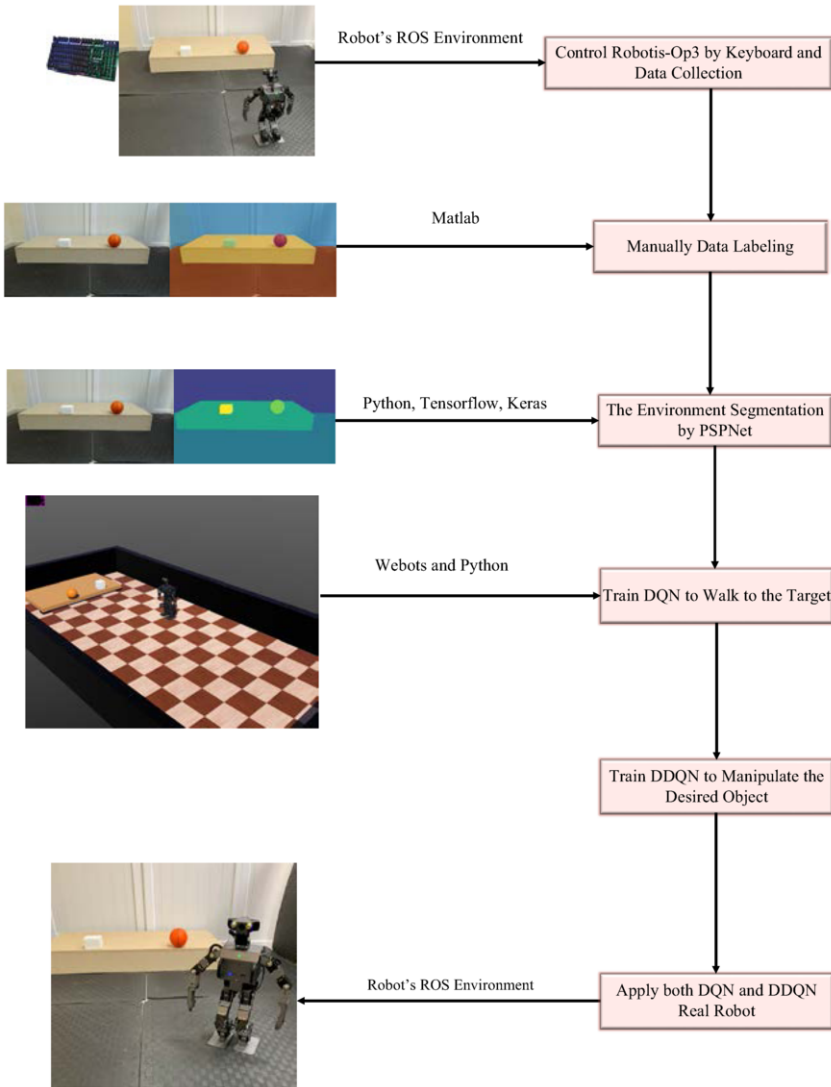 Robot's ROS Environment
Control Robotis-Op3 by Keyboard and
Data Collection
Matlab
Manually Data Labeling
Python, Tensorflow, Keras
The Environment Segmentation
by PSPNet
Webots and Python
Train DQN to Walk to the Target
Train DDQN to Manipulate the
Desired Object
Robot's ROS Environment
Apply both DQN and DDQN
Real Robot